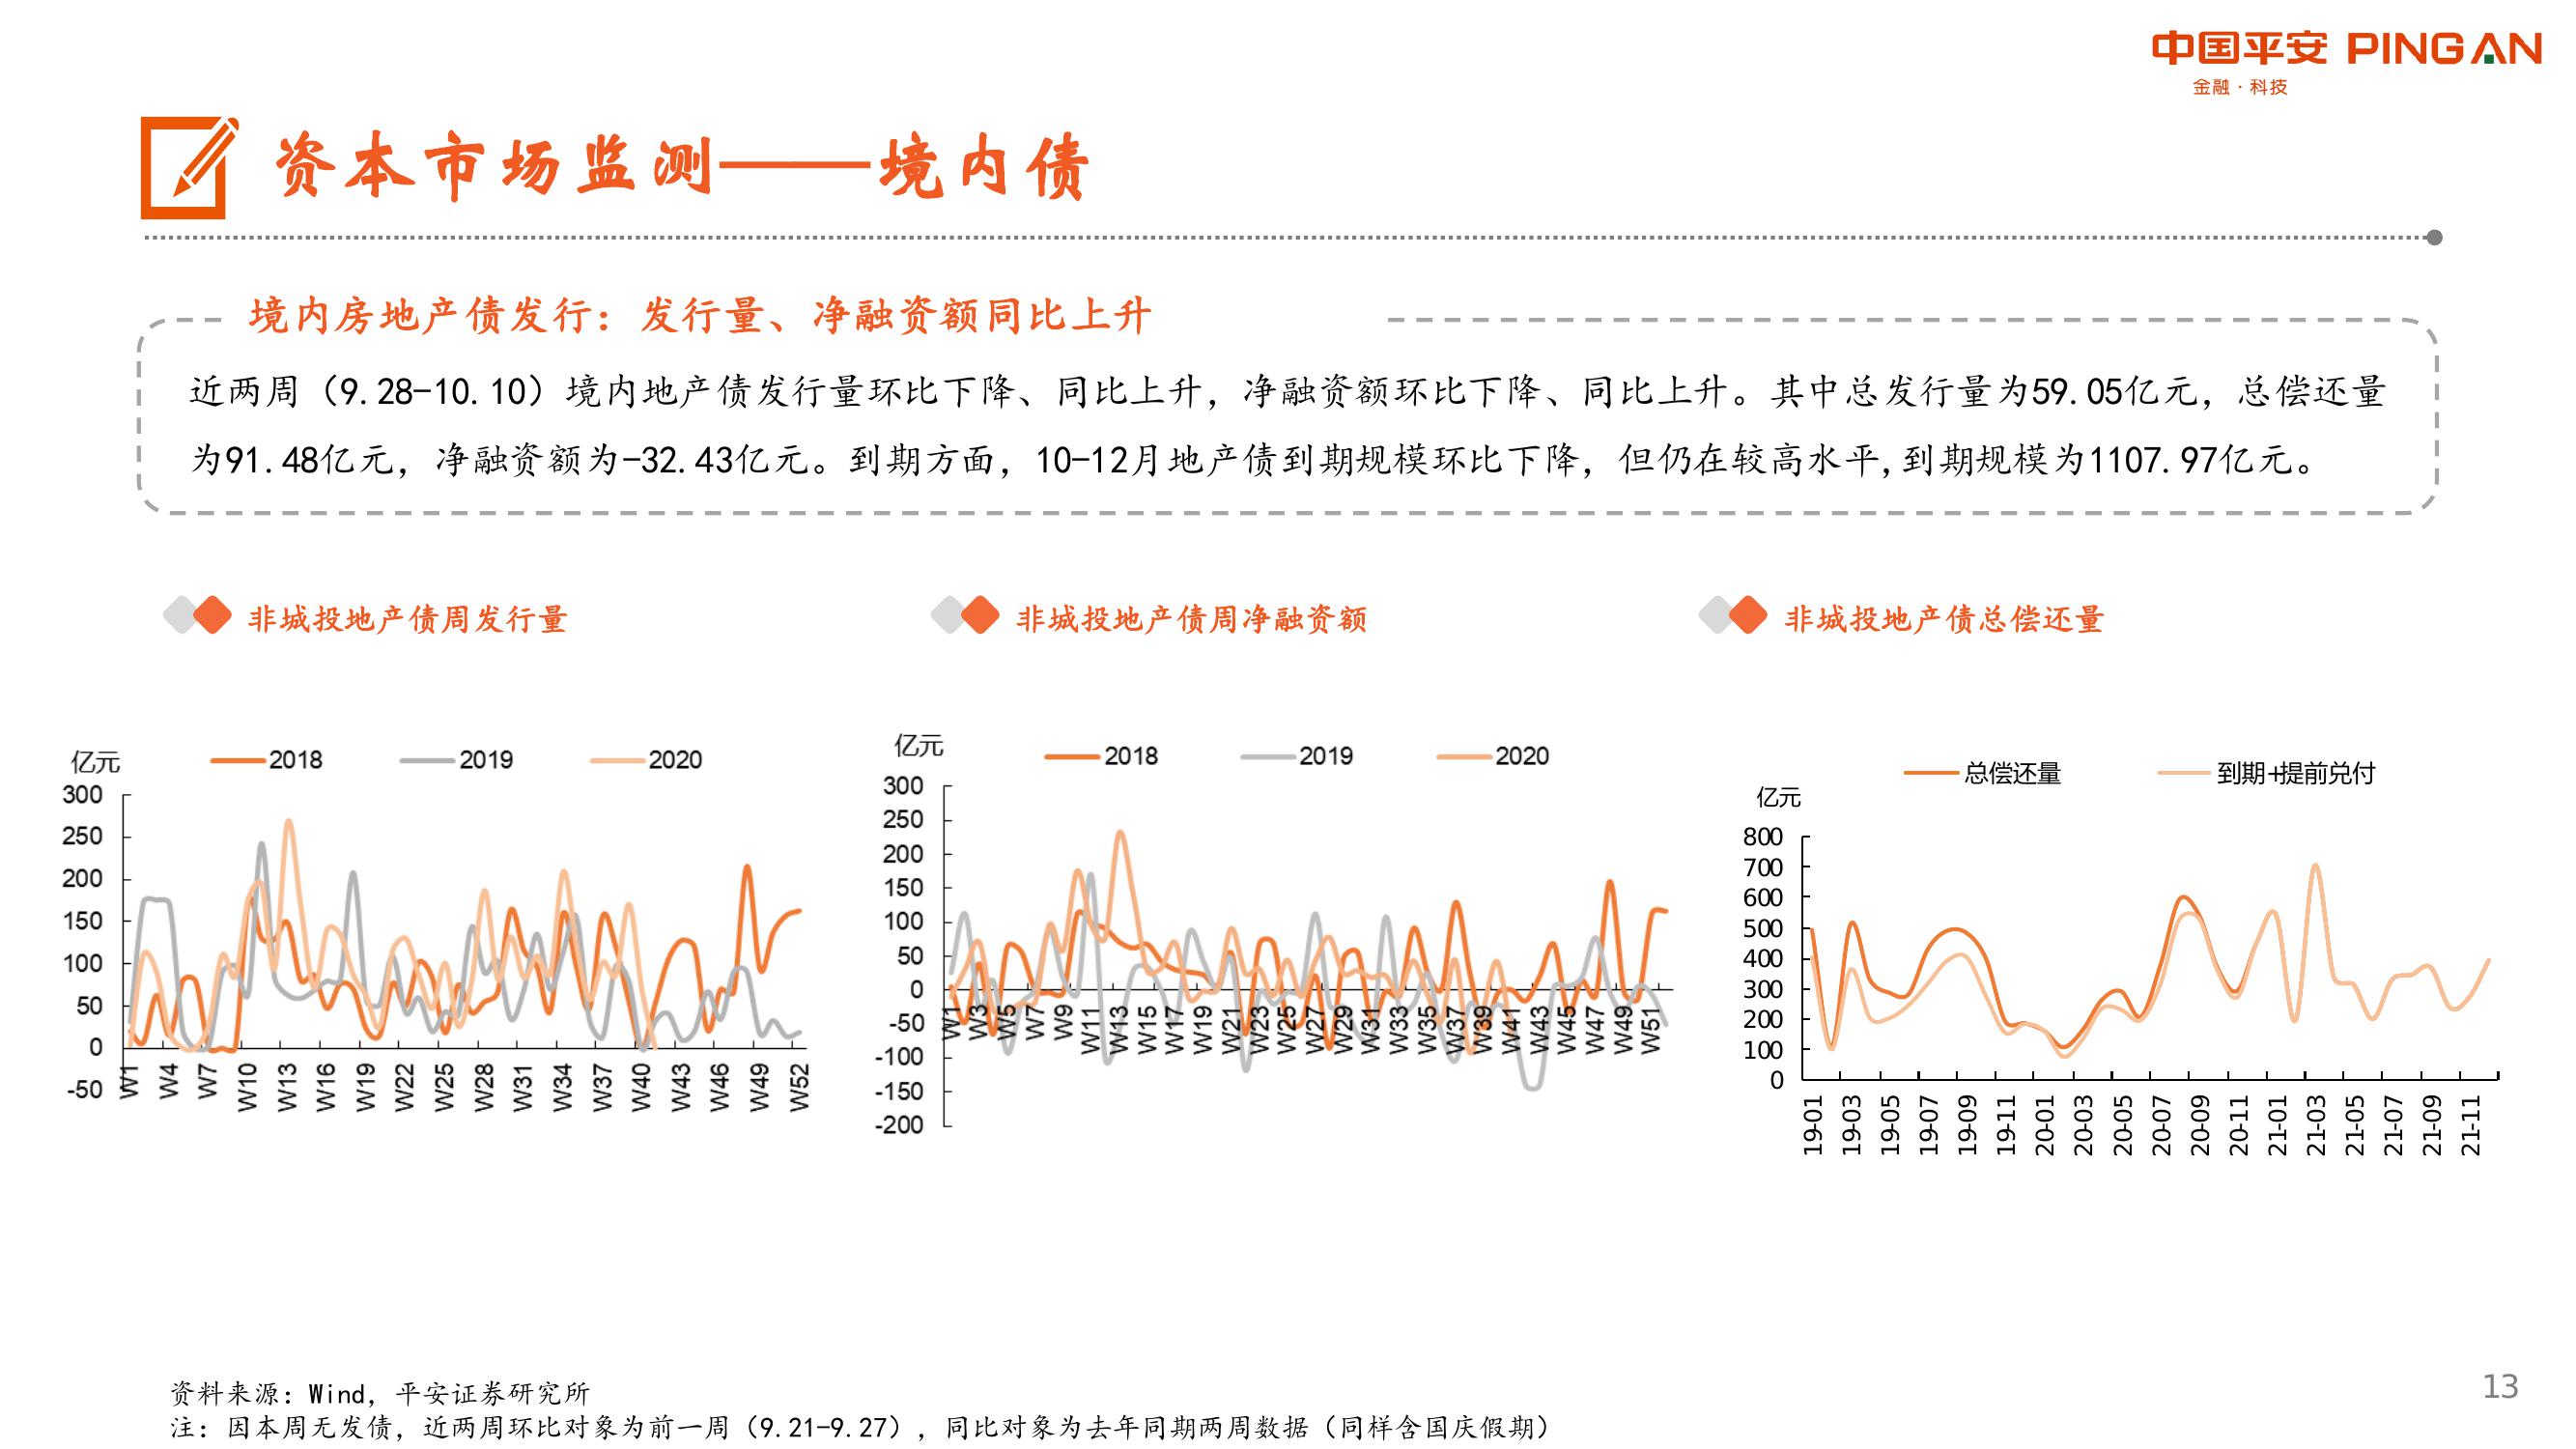 中国平安 PINGAN
金融·科技
资本市场监测——境内债
境内房地产债发行：发行量、净融资额同比上升
近两周（9.28-10.10）境内地产债发行量环比下降、同比上升，净融资额环比下降、同比上升。其中总发行量为59.05亿元，总偿还量
为91.48亿元，净融资额为-32.43亿元。到期方面，10-12月地产债到期规模环比下降，但仍在较高水平,到期规模为1107.97亿元。
非城投地产债周发行量
亿元
2018 2019 2020
300
250
200
150
100
50
0
-50
W1 W4 W7 W10 W13 W16 W19 W22 W25 W28 W31 W34 W37 W40 W43 W46 W49 W52
非城投地产债周净融资额
亿元
2018 2019 2020
300
250
200
150
100
50
0
-50
-100
-150
-200
W1 W3 W5 W7 W9 W11 W13 W15 W17 W19 W21 W23 W25 W27 W29 W31 W33 W35 W37 W39 W41 W43 W45 W47 W49 W51
非城投地产债总偿还量
总偿还量 到期+提前兑付
亿元
800
700
600
500
400
300
200
100
0
19-01 19-03 19-05 19-07 19-09 19-11 20-01 20-03 20-05 20-07 20-09 20-11 21-01 21-03 21-05 21-07 21-09 21-11
资料来源：Wind，平安证券研究所
注：因本周无发债，近两周环比对象为前一周（9.21-9.27），同比对象为去年同期两周数据（同样含国庆假期）
13